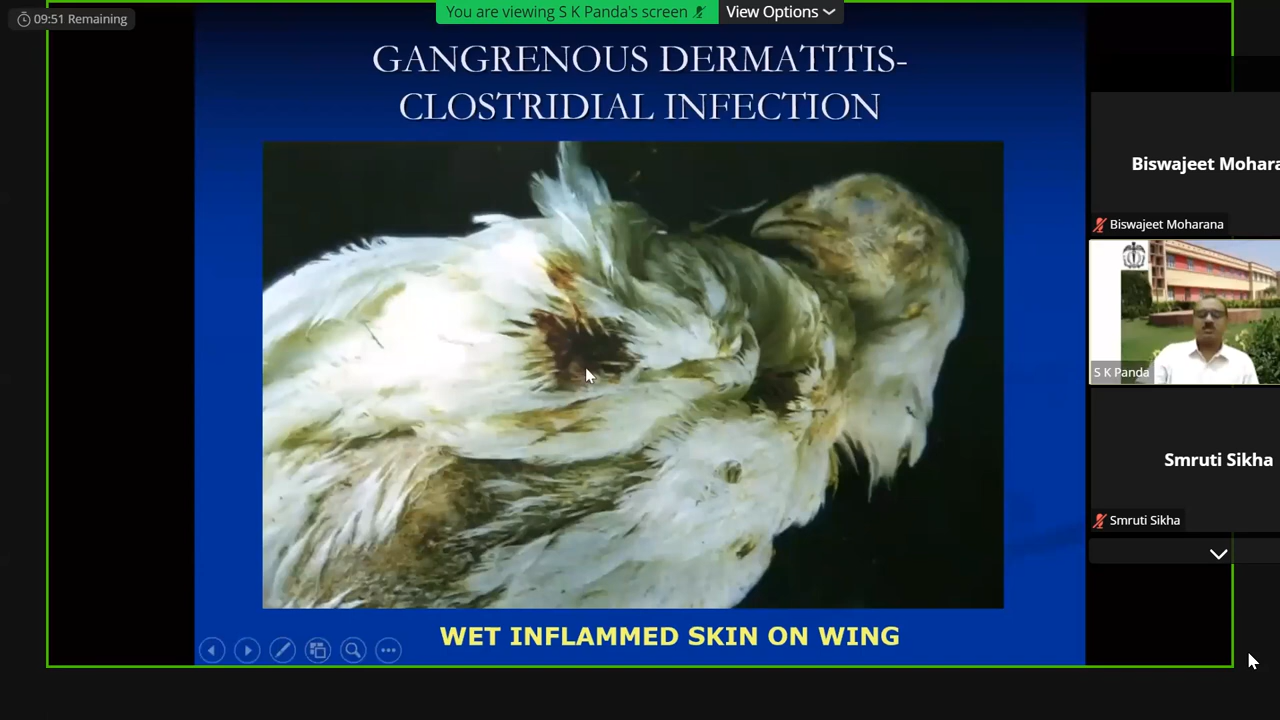 09:51 Remaining
You are viewing S K Panda's screen
View Options
GANGRENOUS DERMATITIS-
CLOSTRIDIAL INFECTION
WET INFLAMMED SKIN ON WING
Biswajeet Mohara
Biswajeet Moharana
S K Panda
Smruti Sikha
Smruti Sikha